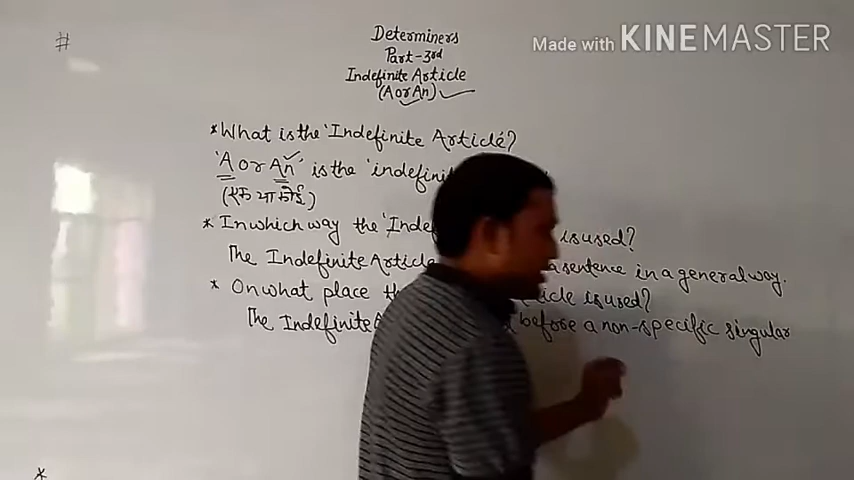 #
Determiners
Part-3rd
Indefinite Article
(A or An)
Made with KINEMASTER
*What is the 'Indefinite Article'?
'A or An' is the 'indefini
(एक या कोई)
* In which way the 'Inde is used?
The Indefinite Article a sentence in a general way.
* On what place th ticle is used?
The Indefinite A before a non-specific singular
*